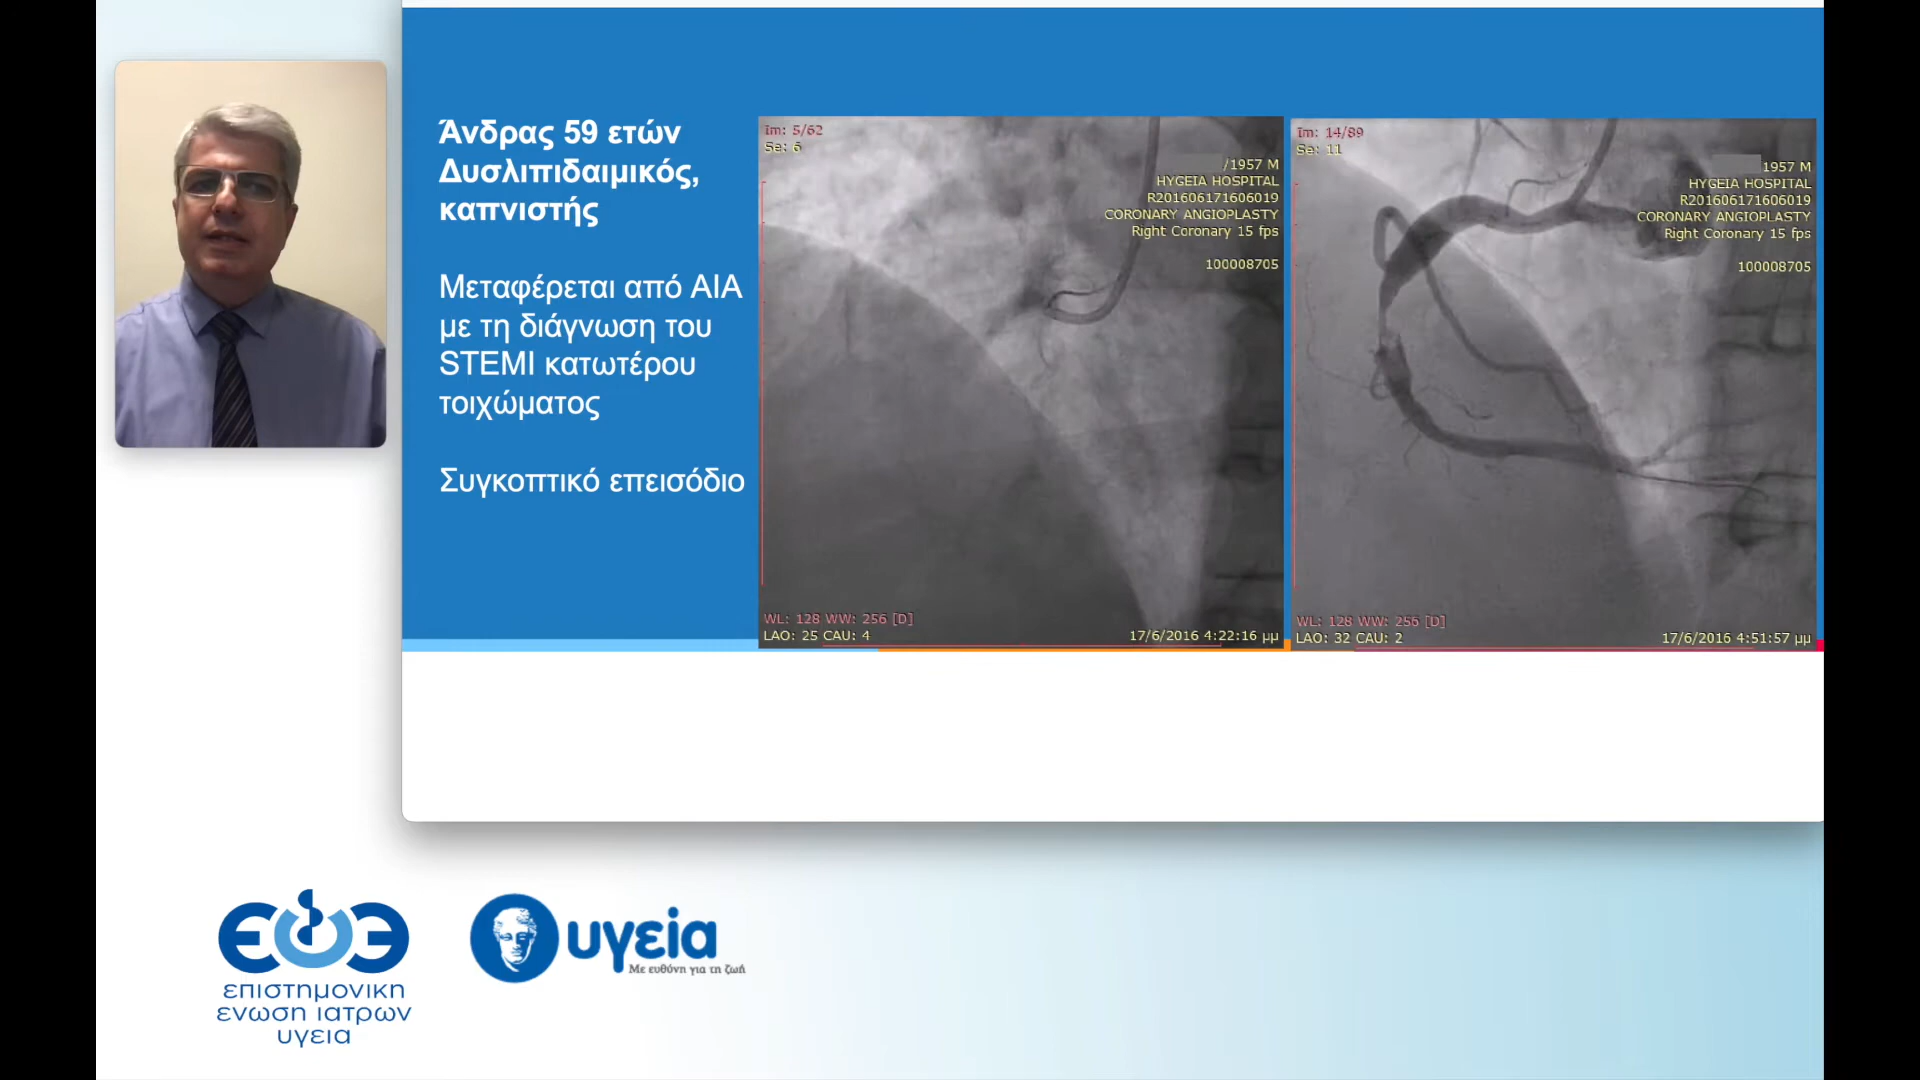 Άνδρας 59 ετών
Δυσλιπιδαιμικός,
καπνιστής
Μεταφέρεται από ΑΙΑ
με τη διάγνωση του
STEMI κατωτέρου
τοιχώματος
Συγκοπτικό επεισόδιο
Im: 5/62
Se: 6
/1957 M
HYGEIA HOSPITAL
R201606171606019
CORONARY ANGIOPLASTY
Right Coronary 15 fps
100008705
WL: 128 WW: 256 [D]
LAO: 25 CAU: 4
17/6/2016 4:22:16 μμ
Im: 14/89
Se: 11
1957 M
HYGEIA HOSPITAL
R201606171606019
CORONARY ANGIOPLASTY
Right Coronary 15 fps
100008705
WL: 128 WW: 256 [D]
LAO: 32 CAU: 2
17/6/2016 4:51:57 μμ
επιστημονικη
ενωση ιατρων
υγεια
υγεία
Με ευθύνη για τη ζωή